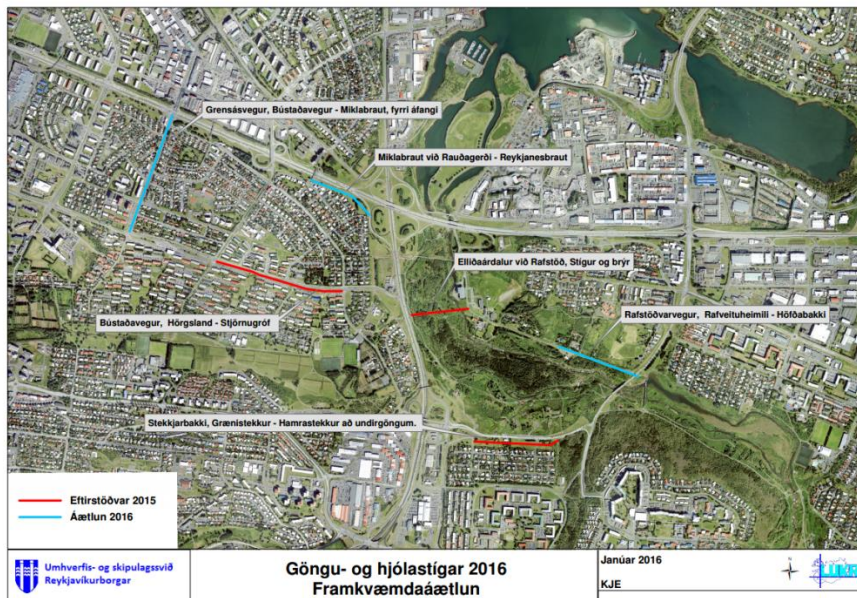 Grensásvegur, Bústaðavegur - Miklabraut, fyrri áfangi
Miklabraut við Rauðagerði - Reykjanesbraut
Elliðaárdalur við Rafstöð, Stígur og brýr
Bústaðavegur, Hörgsland - Stjörnugróf
Rafstöðvarvegur, Rafveituheimili - Höfðabakki
Stekkjarbakki, Grænistekkur - Hamrastekkur að undirgöngum.
Eftirstöðvar 2015
Áætlun 2016
Umhverfis- og skipulagssvið
Reykjavíkurborgar
Göngu- og hjólastígar 2016
Framkvæmdaáætlun
Janúar 2016
KJE
LUKR